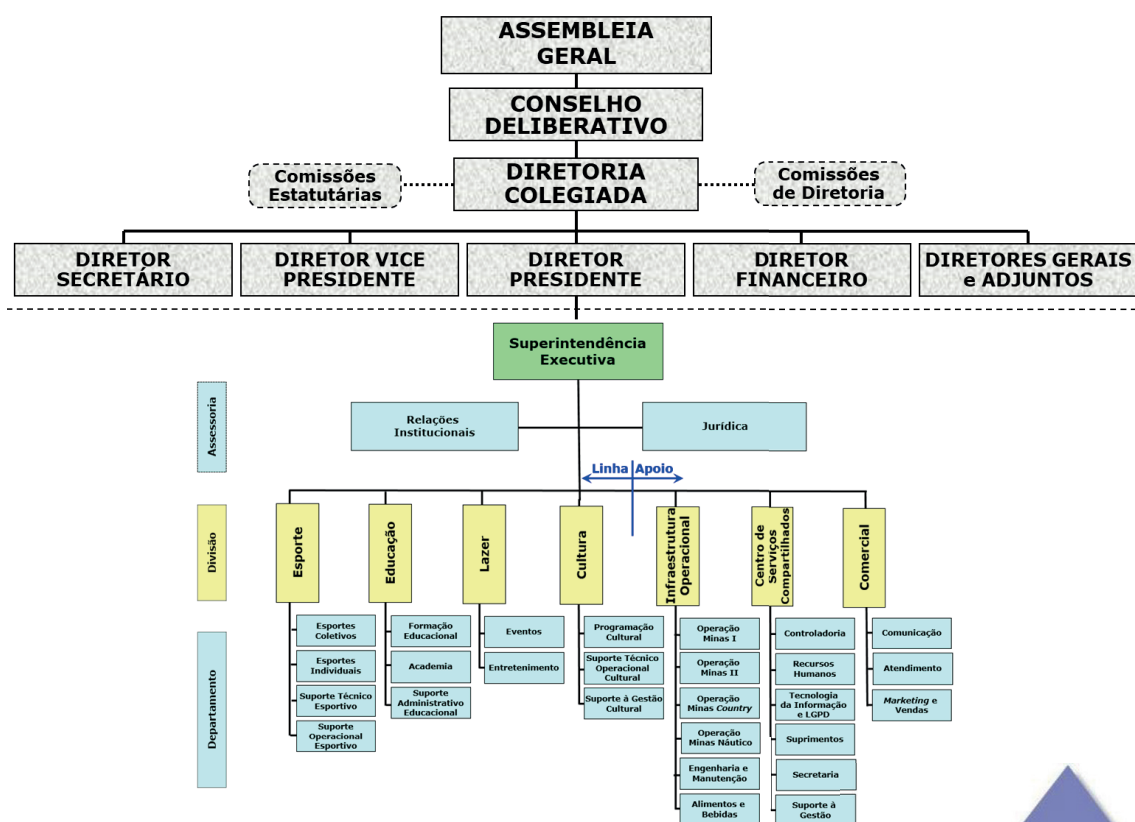 ASSEMBLEIA
GERAL
CONSELHO
DELIBERATIVO
DIRETORIA
COLEGIADA
Comissões
Estatutárias
Comissões
de Diretoria
DIRETOR
SECRETÁRIO
DIRETOR VICE
PRESIDENTE
DIRETOR
PRESIDENTE
DIRETOR
FINANCEIRO
DIRETORES GERAIS
e ADJUNTOS
Superintendência
Executiva
Assessoria
Relações
Institucionais
Jurídica
Linha
Apoio
Divisão
Esporte
Educação
Lazer
Cultura
Infraestrutura
Operacional
Centro de
Serviços
Compartilhados
Comercial
Departamento
Esportes
Coletivos
Esportes
Individuais
Suporte Técnico
Esportivo
Suporte
Operacional
Esportivo
Formação
Educacional
Academia
Suporte
Administrativo
Educacional
Eventos
Entretenimento
Programação
Cultural
Suporte Técnico
Operacional
Cultural
Suporte à Gestão
Cultural
Operação
Minas I
Operação
Minas II
Operação
Minas Country
Operação
Minas Náutico
Engenharia e
Manutenção
Alimentos e
Bebidas
Controladoria
Recursos
Humanos
Tecnologia
da Informação
e LGPD
Suprimentos
Secretaria
Suporte à
Gestão
Comunicação
Atendimento
Marketing e
Vendas